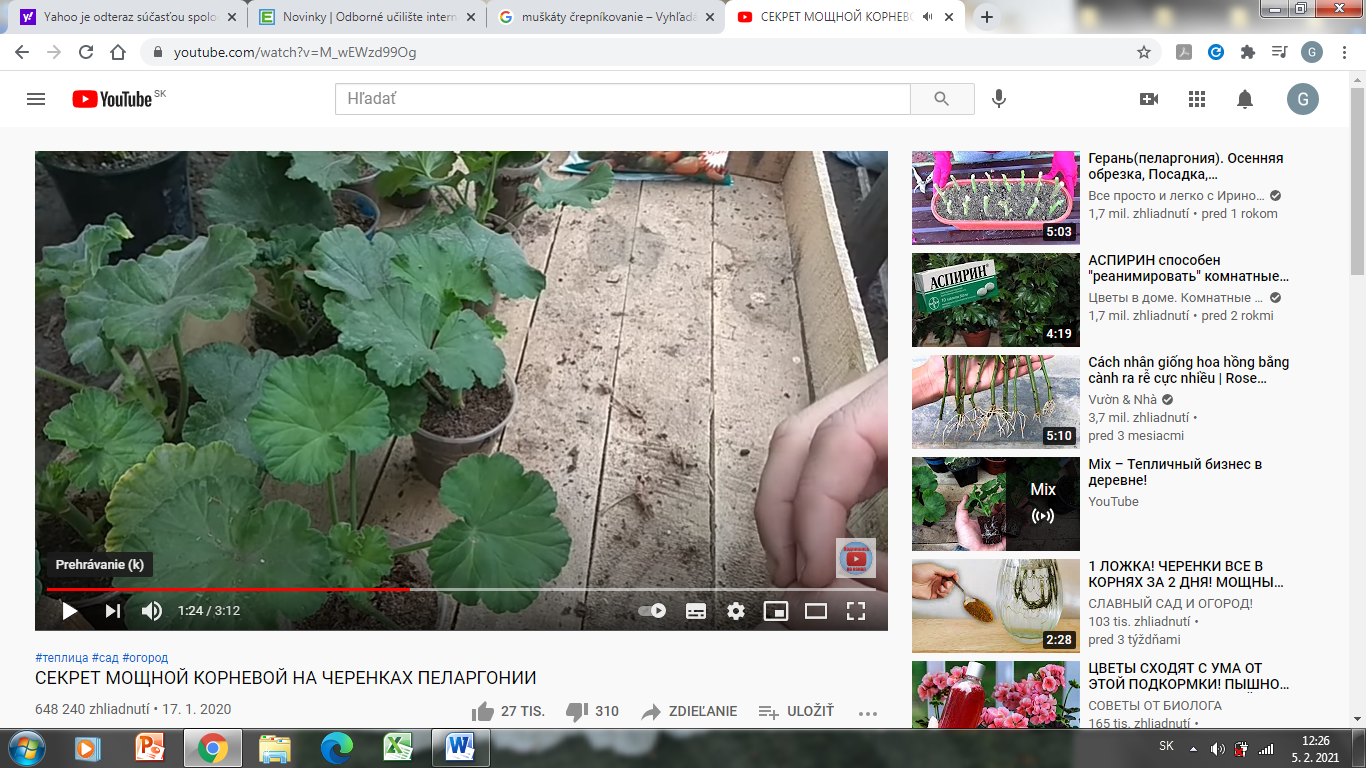 Yahoo je odteraz súčasťou spolo
Novinky | Odborné učilište intern
muškáty črepníkovanie – Vyhľadá
СЕКРЕТ МОЩНОЙ КОРНЕВО
youtube.com/watch?v=M_wEWzd99Og
G
YouTube SK
Hľadať
G
Prehrávanie (k)
1:24 / 3:12
#теплица #сад #огород
СЕКРЕТ МОЩНОЙ КОРНЕВОЙ НА ЧЕРЕНКАХ ПЕЛАРГОНИИ
648 240 zhliadnutí • 17. 1. 2020
27 TIS.
310
ZDIEĽANIE
ULOŽIŤ
5:03
Герань(пеларгония). Осенняя
обрезка, Посадка,...
Все просто и легко с Ирино...
1,7 mil. zhliadnutí • pred 1 rokom
АСПИРИН
4:19
АСПИРИН способен
"реанимировать" комнатные...
Цветы в доме. Комнатные ...
1,7 mil. zhliadnutí • pred 2 rokmi
5:10
Cách nhân giống hoa hồng bằng
cành ra rễ cực nhiều | Rose...
Vườn & Nhà
3,7 mil. zhliadnutí •
pred 3 mesiacmi
Mix
Mix – Тепличный бизнес в
деревне!
YouTube
2:28
1 ЛОЖКА! ЧЕРЕНКИ ВСЕ В
КОРНЯХ ЗА 2 ДНЯ! МОЩНЫ...
СЛАВНЫЙ САД И ОГОРОД!
103 tis. zhliadnutí •
pred 3 týždňami
ЦВЕТЫ СХОДЯТ С УМА ОТ
ЭТОЙ ПОДКОРМКИ! ПЫШНО...
СОВЕТЫ ОТ БИОЛОГА
165 tis. zhliadnutí •
SK
12:26
5. 2. 2021